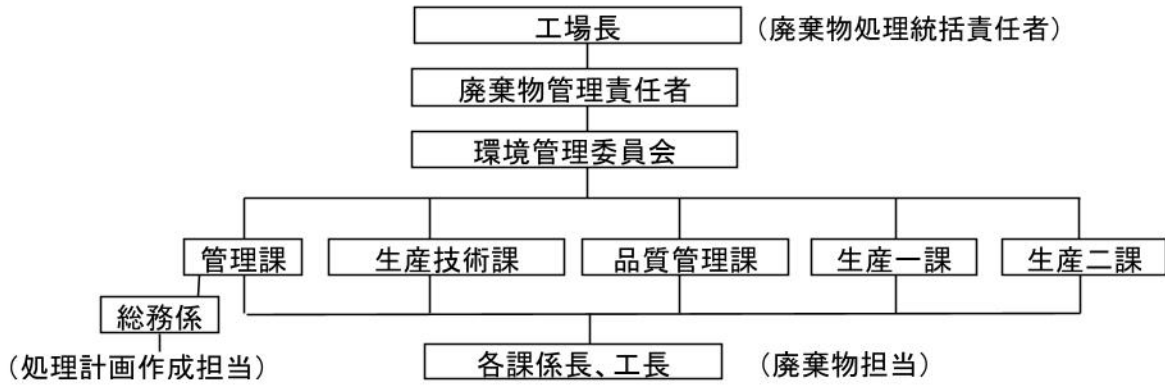 工場長 （廃棄物処理統括責任者）
廃棄物管理責任者
環境管理委員会
管理課 生産技術課 品質管理課 生産一課 生産二課
総務係
（処理計画作成担当） 各課係長、工長 （廃棄物担当）